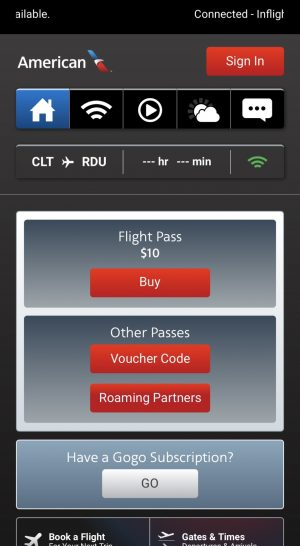 ailable.
Connected - Infligh
American
Sign In
CLT RDU --- hr --- min
Flight Pass
$10
Buy
Other Passes
Voucher Code
Roaming Partners
Have a Gogo Subscription?
GO
Book a Flight
For Your Next Trip
Gates & Times
Departures & Arrivals